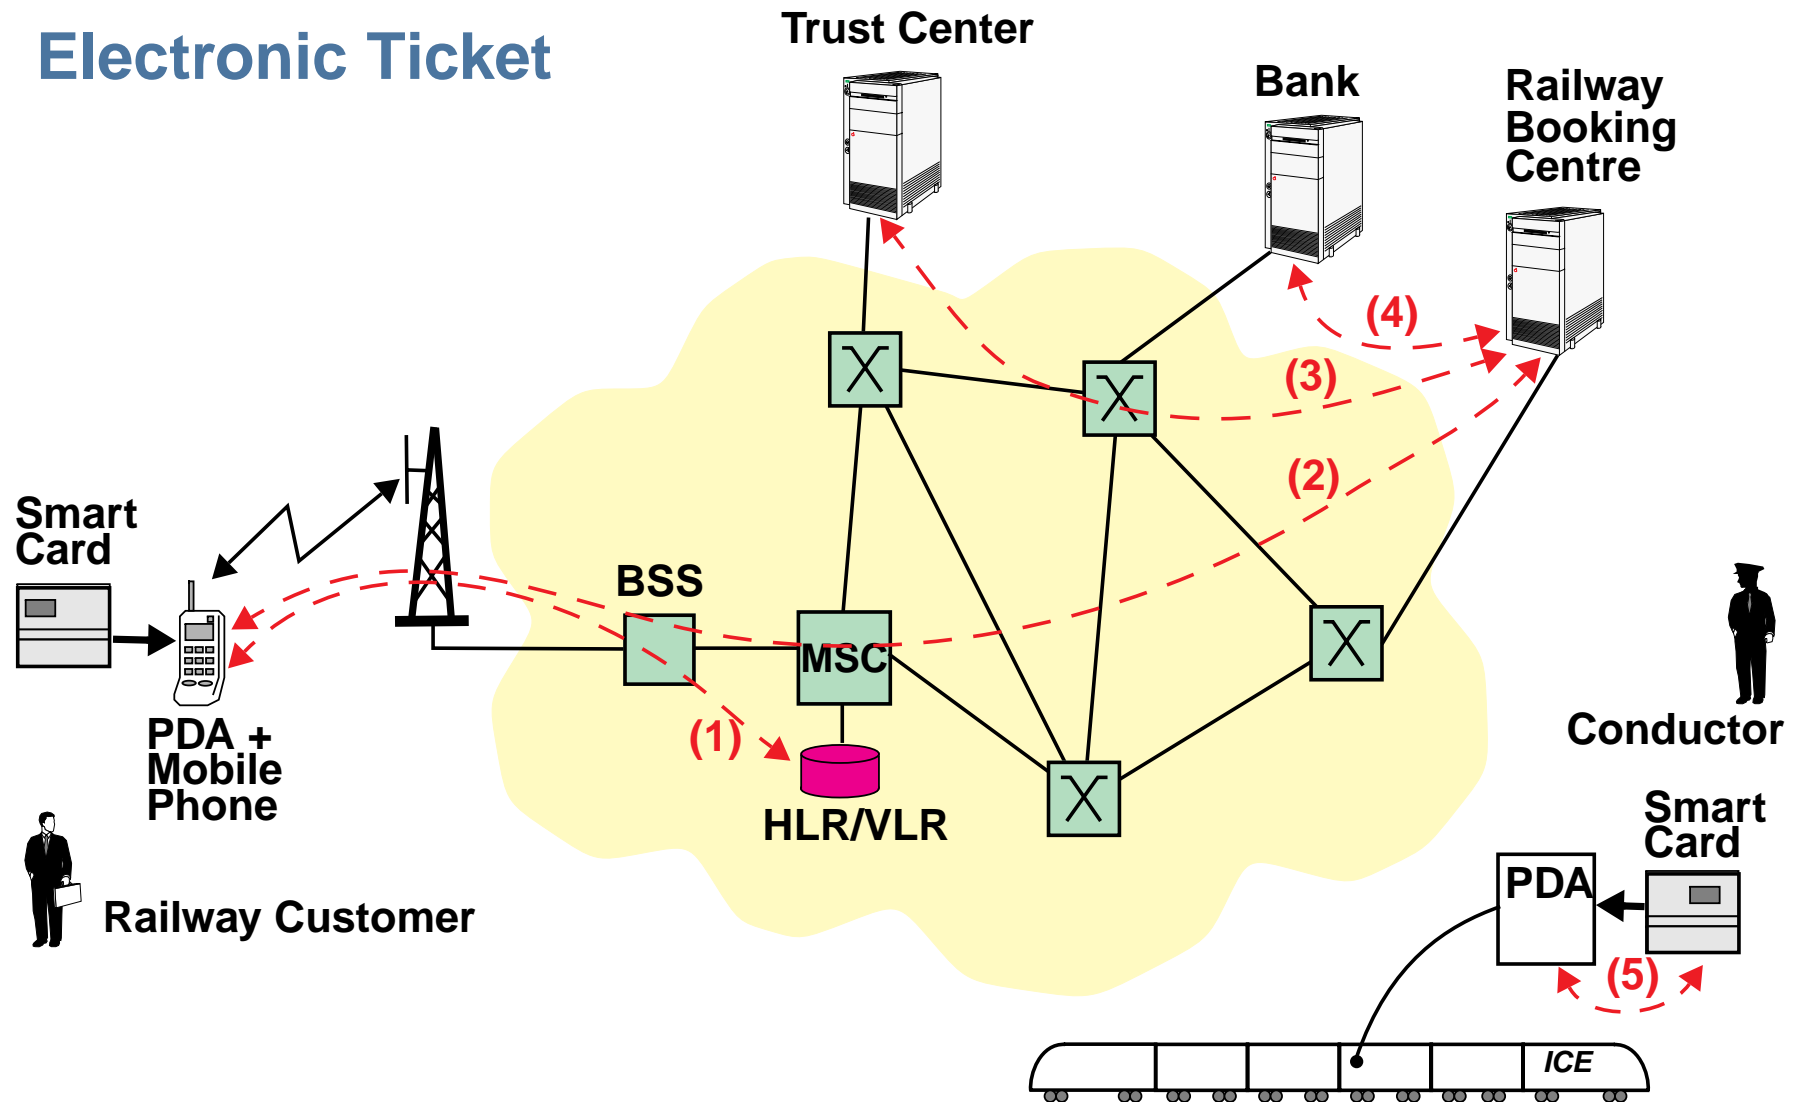 Electronic Ticket
Trust Center
Bank
Railway
Booking
Centre
(4)
(3)
(2)
Smart
Card
BSS
MSC
(1)
HLR/VLR
PDA +
Mobile
Phone
Railway Customer
Conductor
Smart
Card
PDA
(5)
ICE